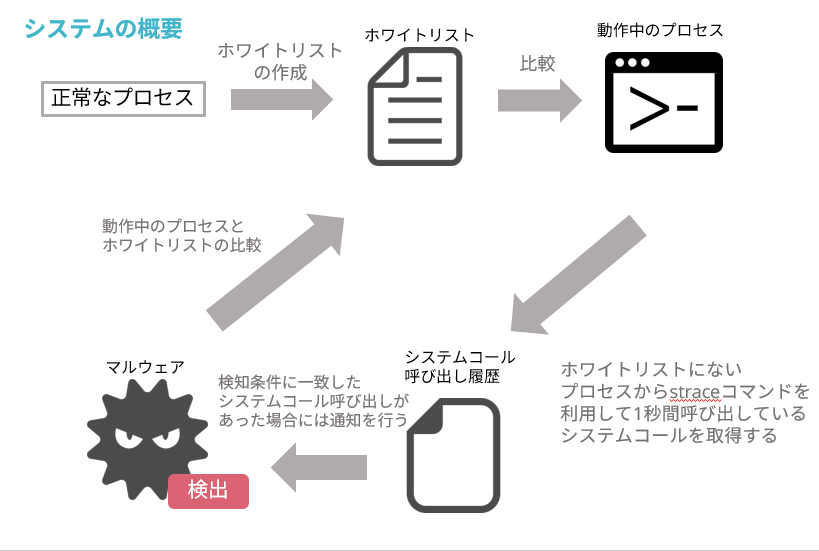 システムの概要
正常なプロセス
ホワイトリスト
の作成
ホワイトリスト
比較
動作中のプロセス
動作中のプロセスと
ホワイトリストの比較
マルウェア
検出
検知条件に一致した
システムコール呼び出しが
あった場合には通知を行う
システムコール
呼び出し履歴
ホワイトリストにない
プロセスからstraceコマンドを
利用して1秒間呼び出している
システムコールを取得する